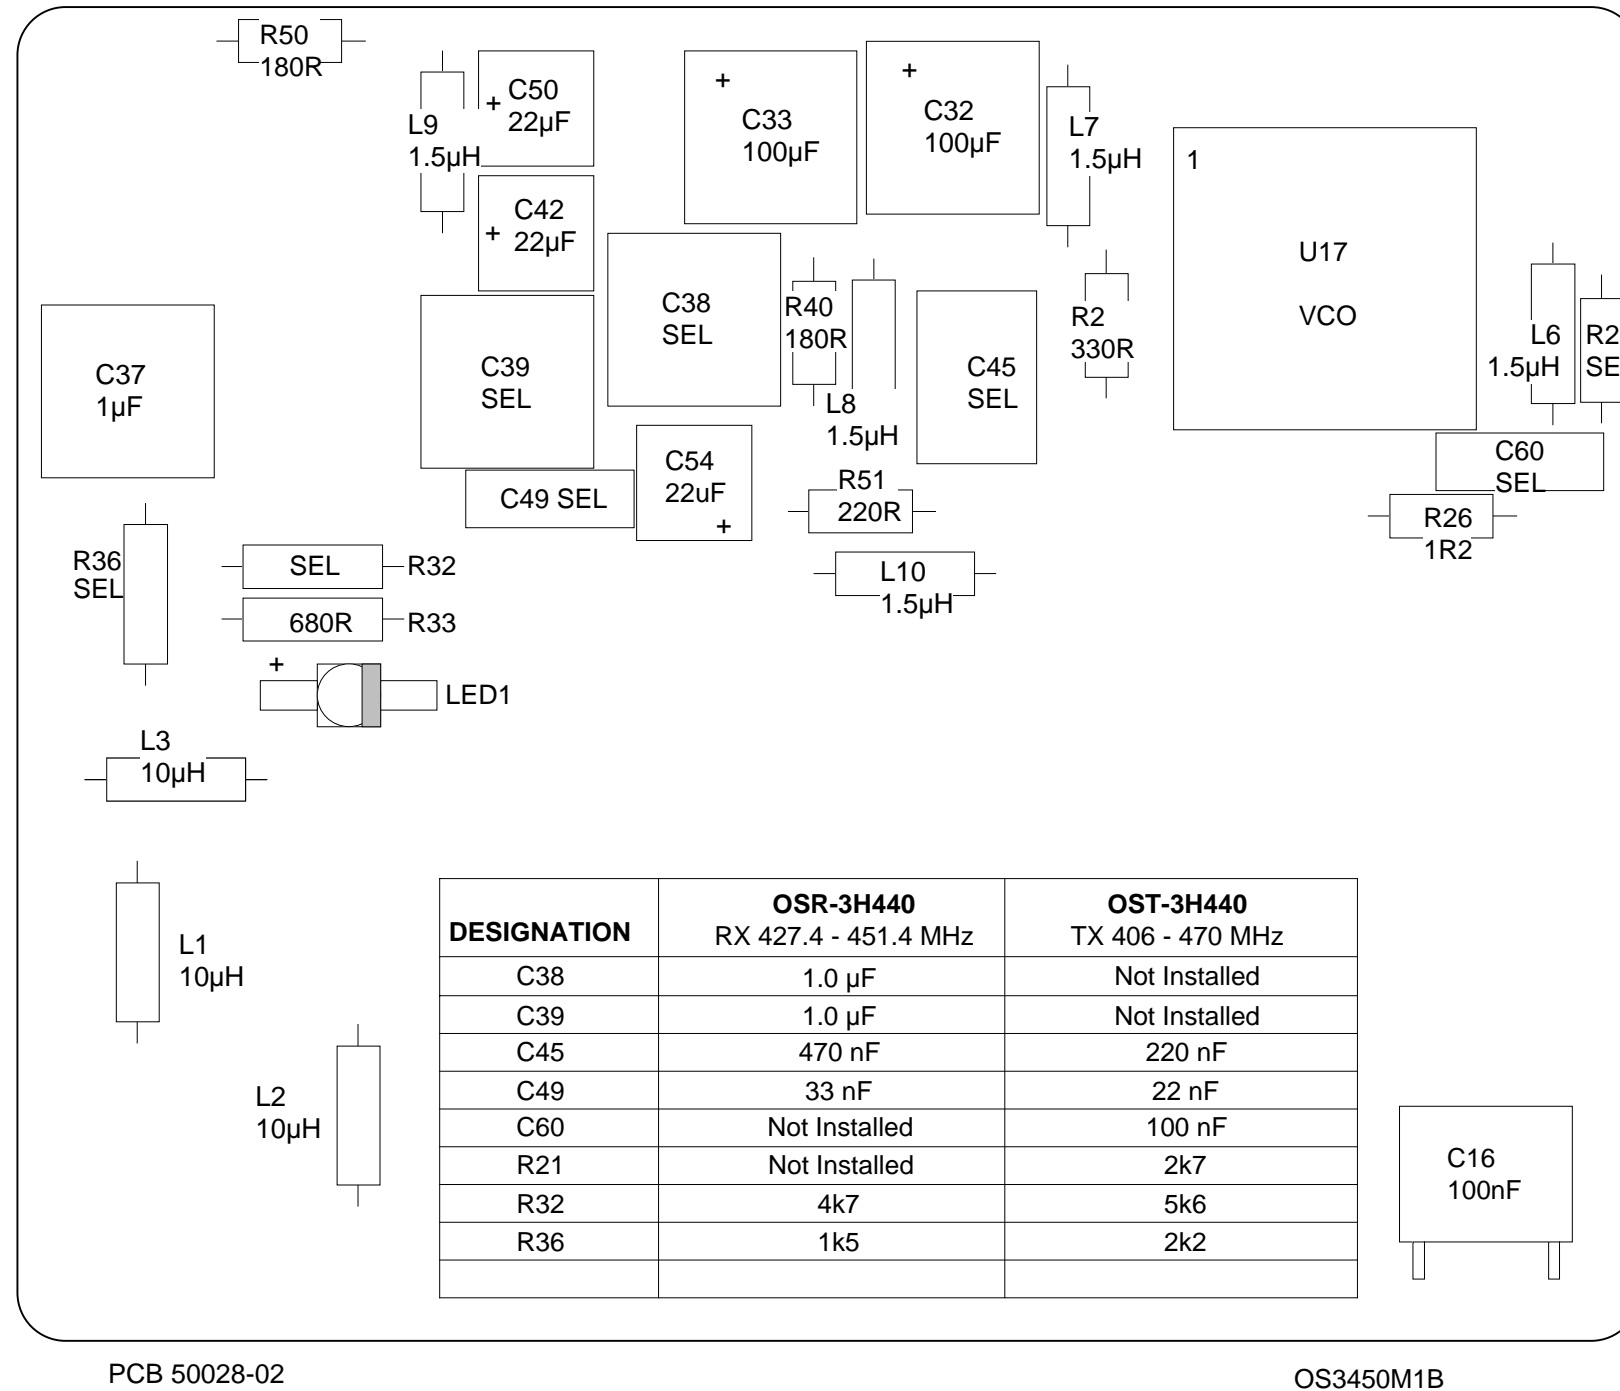 R50
180R
+
C50
22µF
L9
1.5µH
+
C33
100µF
+
C32
100µF
L7
1.5µH
1
U17
VCO
+
C42
22µF
C38
SEL
R40
180R
L8
1.5µH
C45
SEL
R2
330R
L6
1.5µH
R2
SE
C37
1µF
C39
SEL
C60
SEL
C49 SEL
C54
22uF
+
R51
220R
R26
1R2
R36
SEL
SEL R32
680R R33
L10
1.5µH
+
LED1
L3
10µH
L1
10µH
L2
10µH
DESIGNATION OSR-3H440 OST-3H440
RX 427.4 - 451.4 MHz TX 406 - 470 MHz
C38 1.0 µF Not Installed
C39 1.0 µF Not Installed
C45 470 nF 220 nF
C49 33 nF 22 nF
C60 Not Installed 100 nF
R21 Not Installed 2k7
R32 4k7 5k6
R36 1k5 2k2
C16
100nF
PCB 50028-02
OS3450M1B